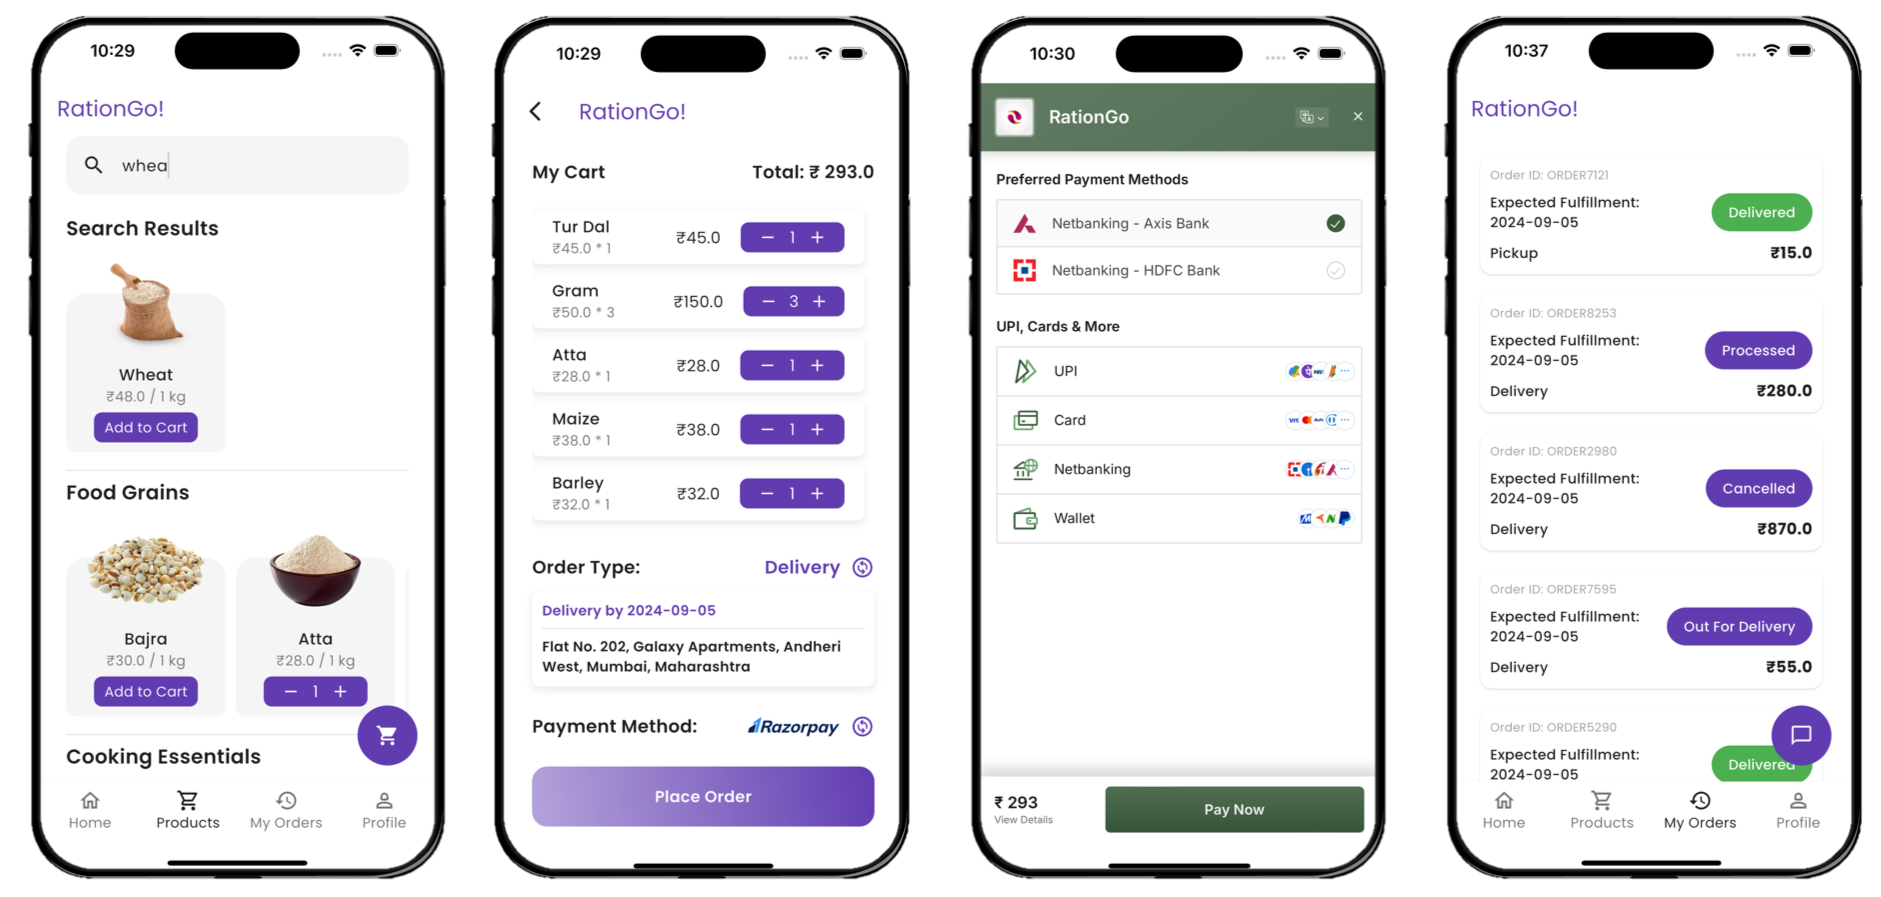 10:29
RationGo!
whea
Search Results
Wheat
₹48.0 / 1 kg
Add to Cart
Food Grains
Bajra
₹30.0 / 1 kg
Add to Cart
Atta
₹28.0 / 1 kg
− 1 +
Cooking Essentials
Home Products My Orders Profile
10:29
RationGo!
My Cart Total: ₹ 293.0
Tur Dal
₹45.0 * 1
₹45.0 − 1 +
Gram
₹50.0 * 3
₹150.0 − 3 +
Atta
₹28.0 * 1
₹28.0 − 1 +
Maize
₹38.0 * 1
₹38.0 − 1 +
Barley
₹32.0 * 1
₹32.0 − 1 +
Order Type: Delivery
Delivery by 2024-09-05
Flat No. 202, Galaxy Apartments, Andheri
West, Mumbai, Maharashtra
Payment Method: Razorpay
Place Order
10:30
RationGo
Preferred Payment Methods
Netbanking - Axis Bank
Netbanking - HDFC Bank
UPI, Cards & More
UPI
Card
Netbanking
Wallet
₹ 293
View Details
Pay Now
10:37
RationGo!
Order ID: ORDER7121
Expected Fulfillment:
2024-09-05
Delivered
Pickup ₹15.0
Order ID: ORDER8253
Expected Fulfillment:
2024-09-05
Processed
Delivery ₹280.0
Order ID: ORDER2980
Expected Fulfillment:
2024-09-05
Cancelled
Delivery ₹870.0
Order ID: ORDER7595
Expected Fulfillment:
2024-09-05
Out For Delivery
Delivery ₹55.0
Order ID: ORDER5290
Expected Fulfillment:
2024-09-05
Delivered
Home Products My Orders Profile